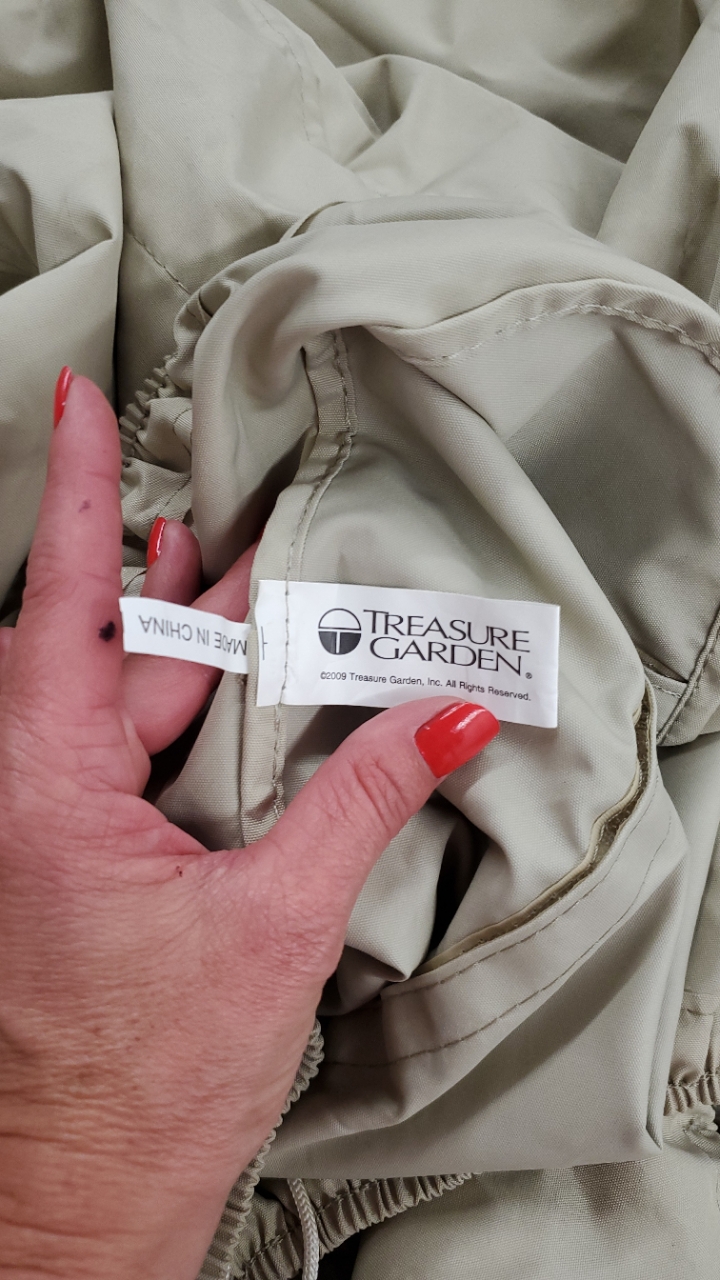 TREASURE
GARDEN®
©2009 Treasure Garden, Inc. All Rights Reserved.
MADE IN CHINA